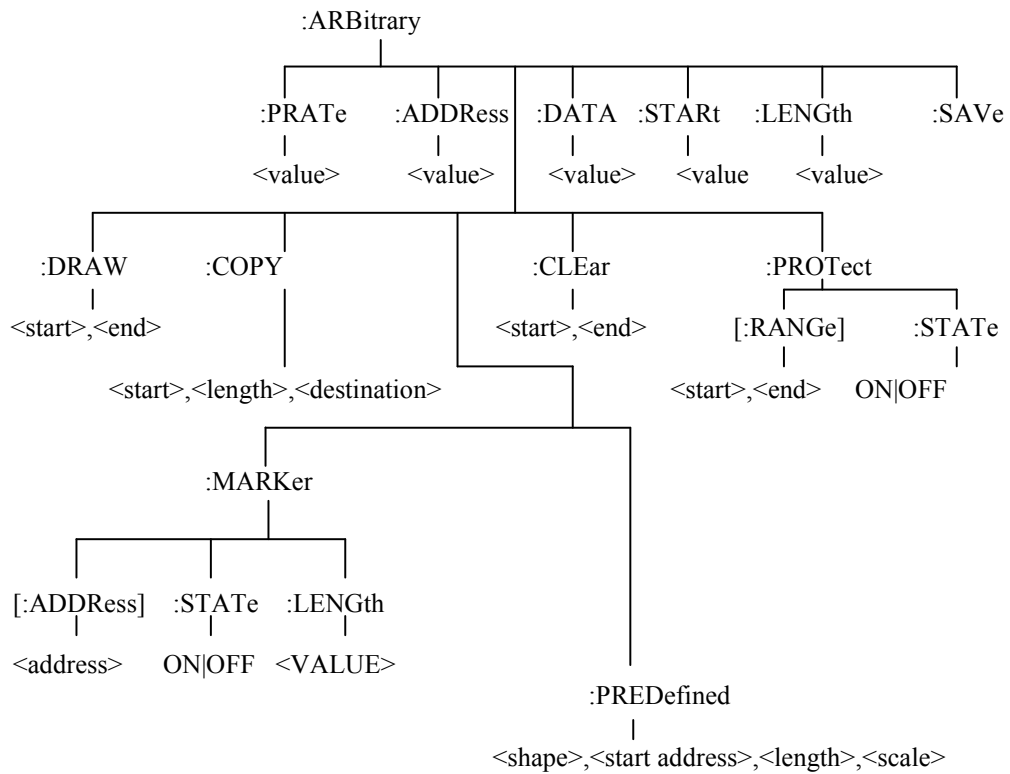 :ARBitrary
:PRATe :ADDRess :DATA :STARt :LENGth :SAVe
<value> <value> <value> <value <value>
:DRAW :COPY :CLEar :PROTect
<start>,<end> <start>,<end> [:RANGe] :STATe
<start>,<length>,<destination> <start>,<end> ON|OFF
:MARKer
[:ADDRess] :STATe :LENGth
<address> ON|OFF <VALUE>
:PREDefined
<shape>,<start address>,<length>,<scale>